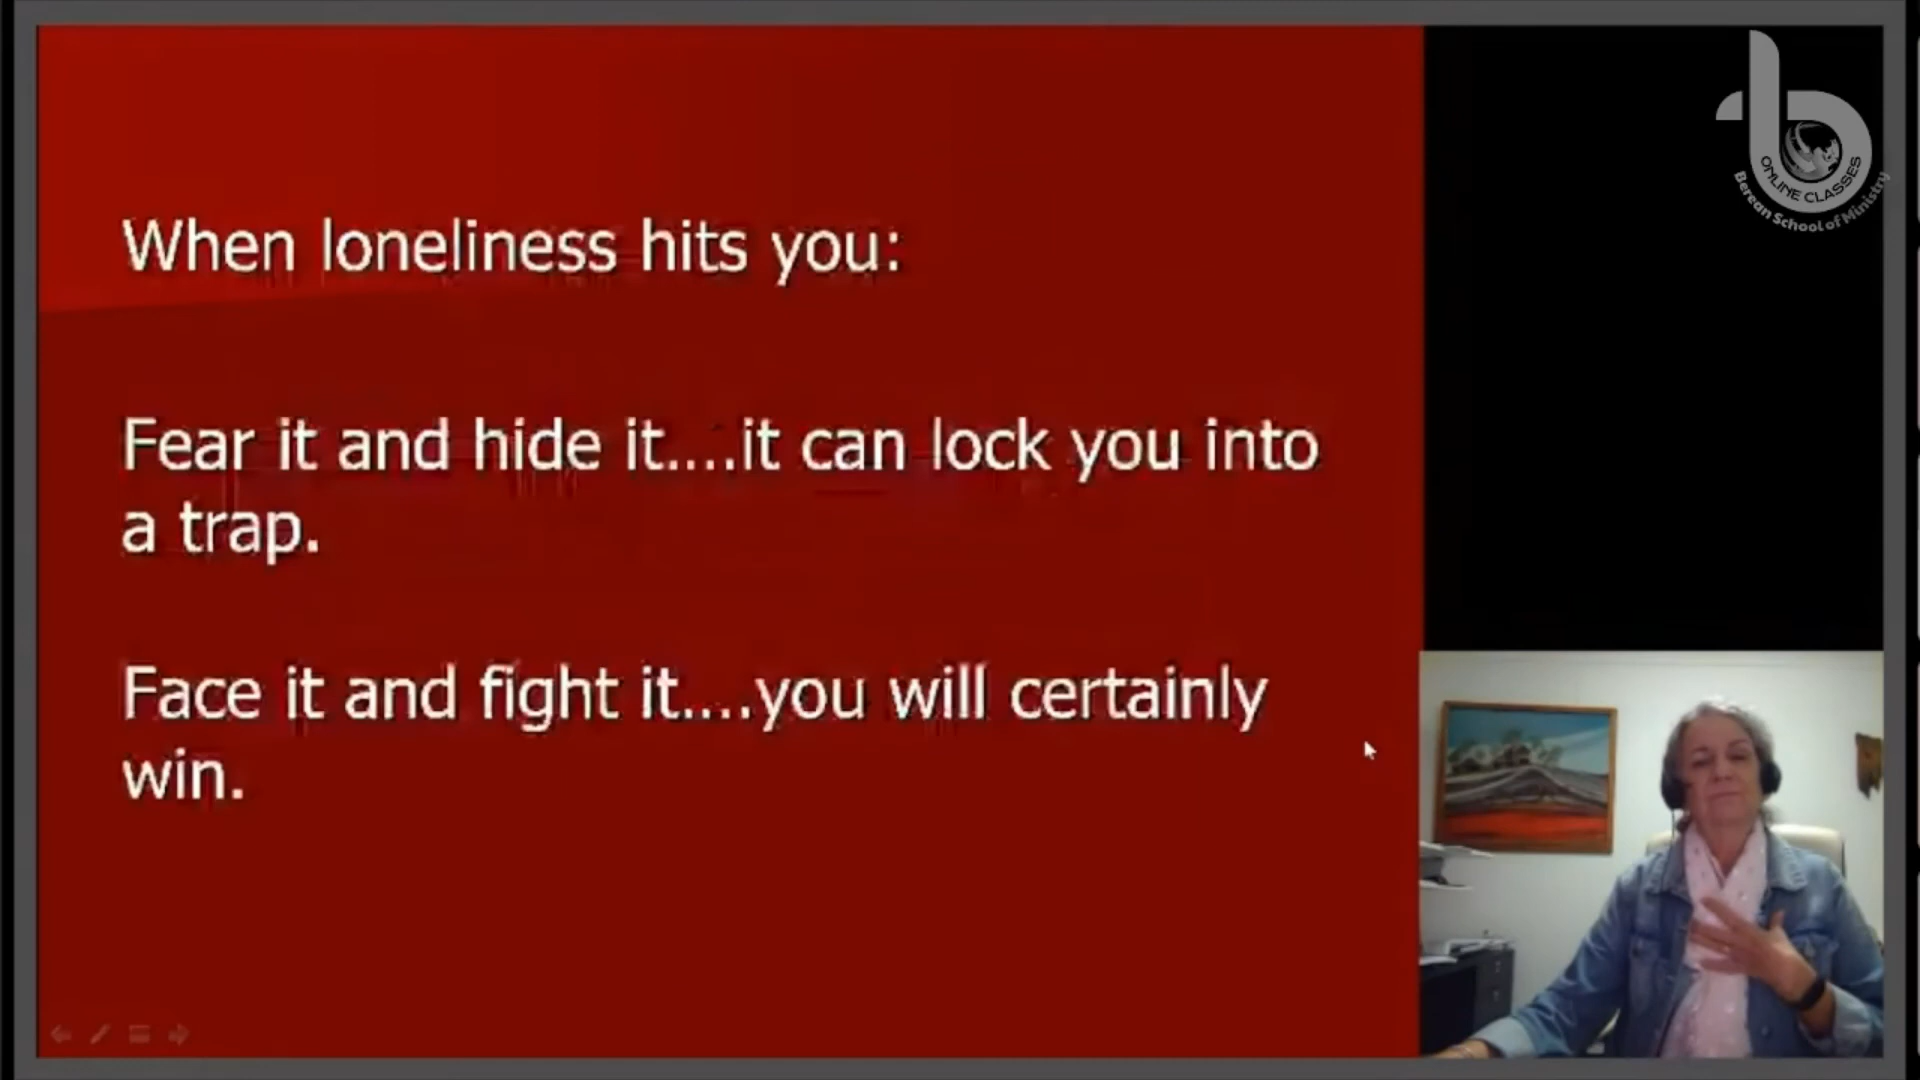 When loneliness hits you:
Fear it and hide it....it can lock you into
a trap.
Face it and fight it....you will certainly
win.
ONLINE CLASSES
Berean School of Ministry